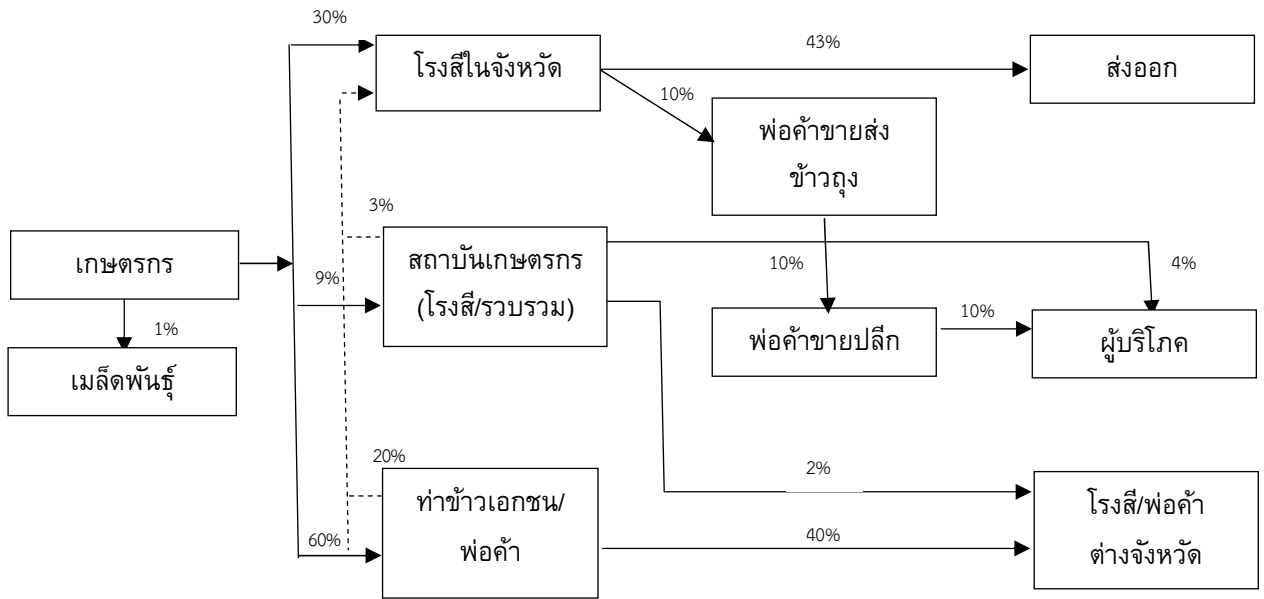 30%
โรงสีในจังหวัด
43%
ส่งออก
10%
พ่อค้าขายส่ง
ข้าวถุง
3%
เกษตรกร
9%
สถาบันเกษตรกร
(โรงสี/รวบรวม)
10%
4%
1%
10%
เมล็ดพันธุ์
พ่อค้าขายปลีก
ผู้บริโภค
20%
2%
ท่าข้าวเอกชน/
พ่อค้า
60%
40%
โรงสี/พ่อค้า
ต่างจังหวัด